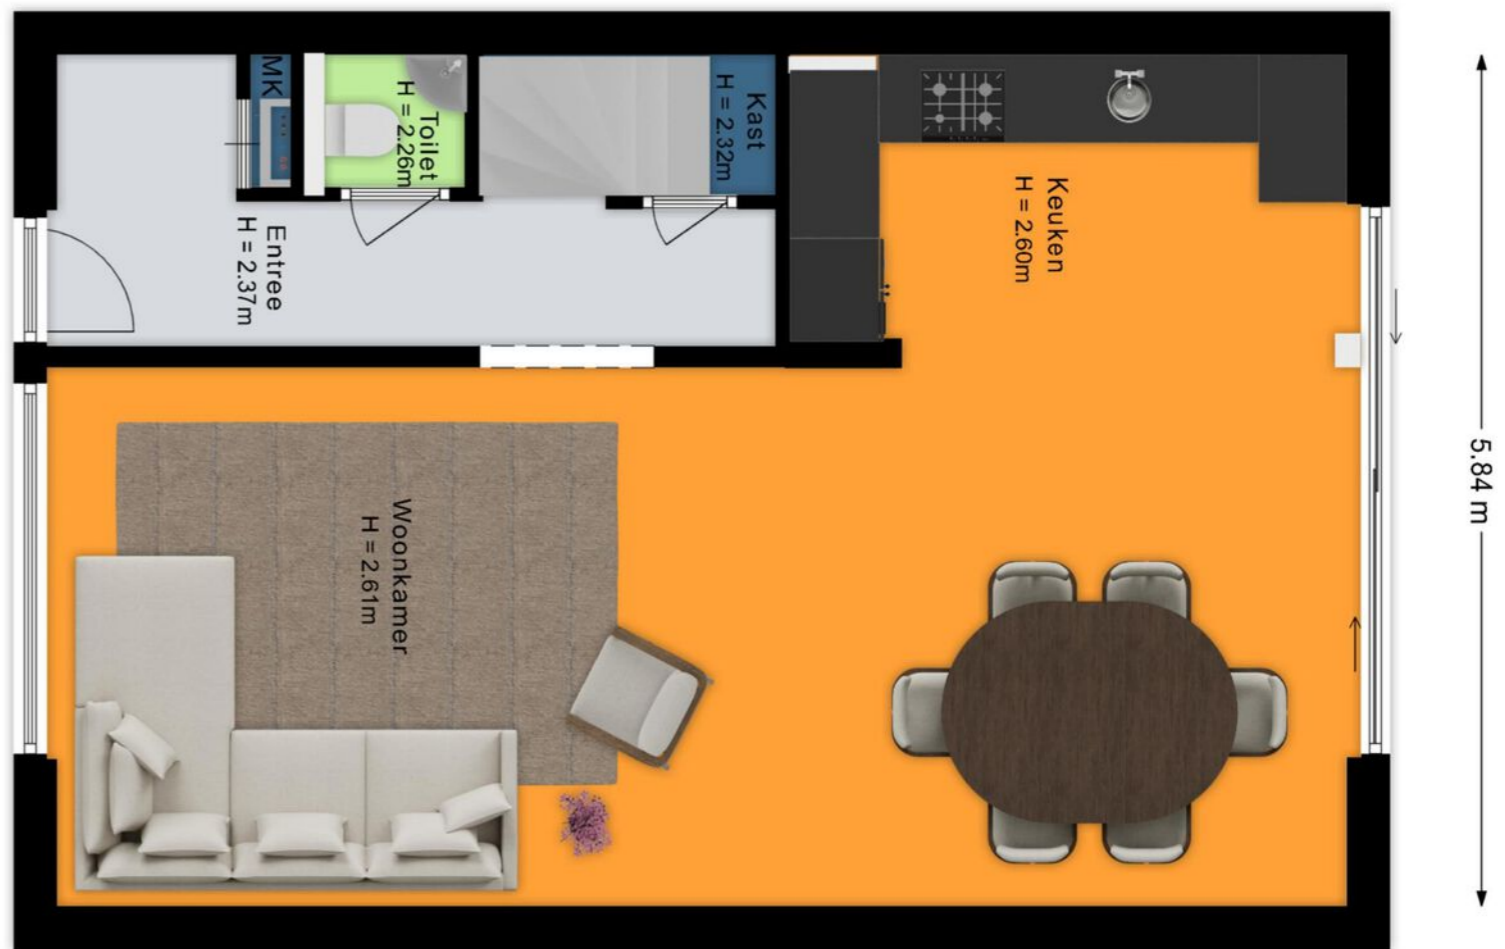 MK
Toilet
H = 2.26m
Kast
H = 2.32m
Entree
H = 2.37m
Keuken
H = 2.60m
Woonkamer
H = 2.61m
5.84 m